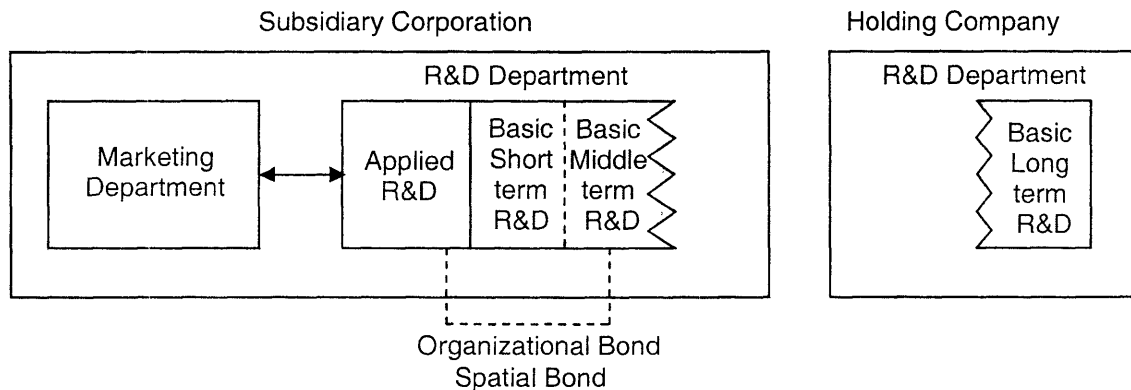 Subsidiary Corporation
Holding Company
R&D Department
R&D Department
Marketing
Department
Applied
R&D
Basic
Short
term
R&D
Basic
Middle
term
R&D
Basic
Long
term
R&D
Organizational Bond
Spatial Bond